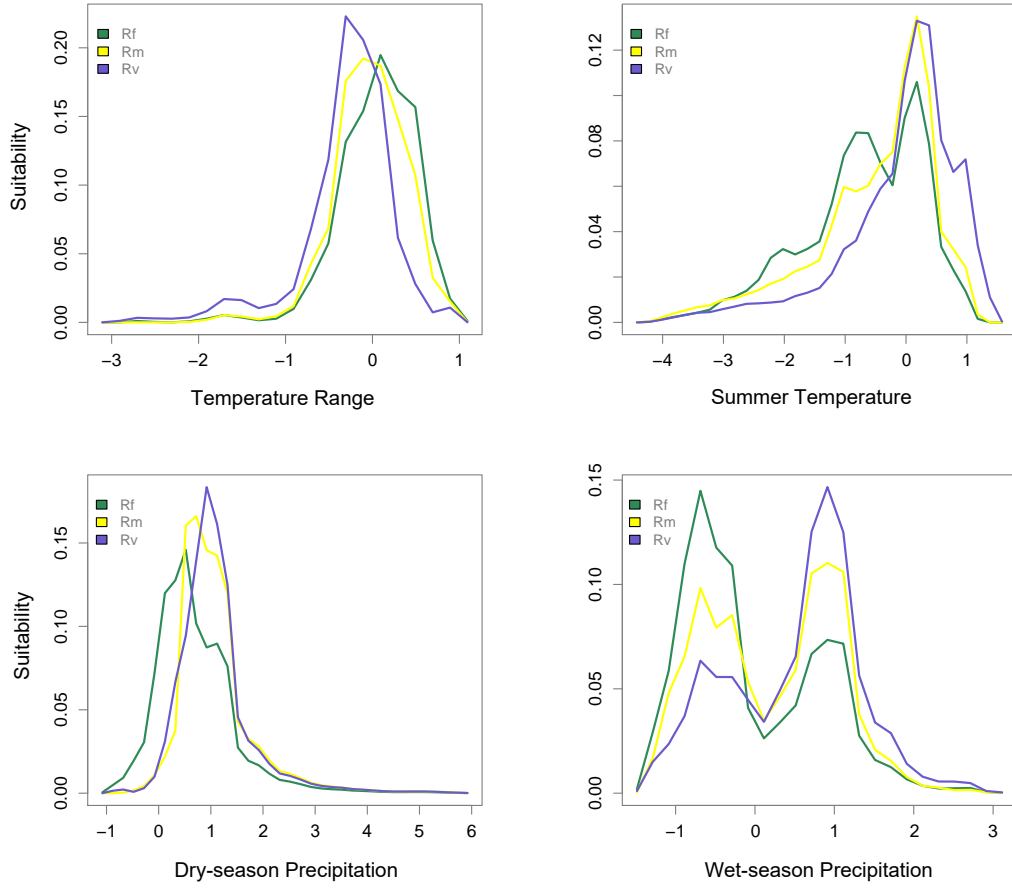 Rf
Rm
Rv
0.00 0.05 0.10 0.15 0.20
Suitability
−3 −2 −1 0 1
Temperature Range
Rf
Rm
Rv
0.00 0.04 0.08 0.12
−4 −3 −2 −1 0 1
Summer Temperature
Rf
Rm
Rv
0.00 0.05 0.10 0.15
Suitability
−1 0 1 2 3 4 5 6
Dry-season Precipitation
Rf
Rm
Rv
0.00 0.05 0.10 0.15
−1 0 1 2 3
Wet-season Precipitation